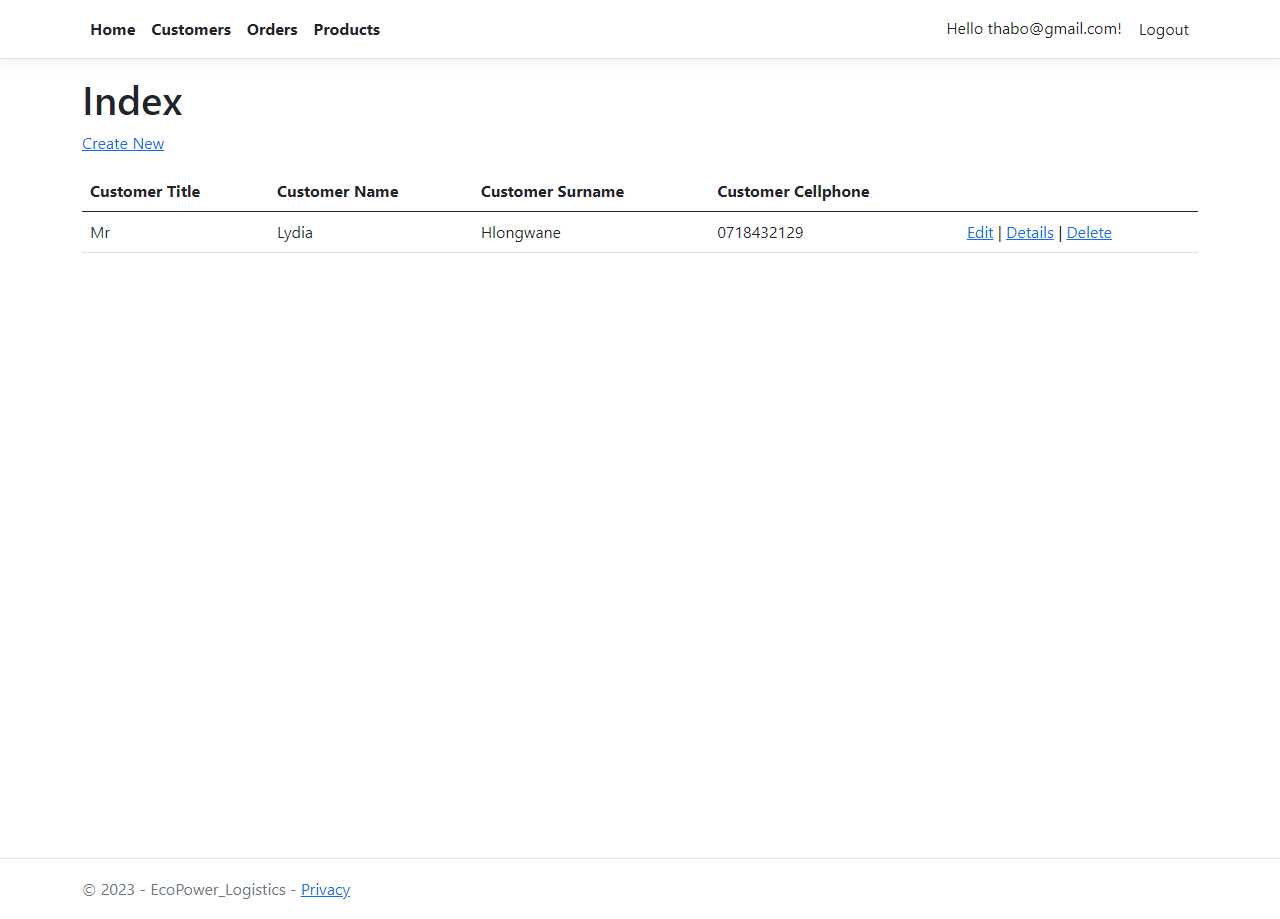 Home Customers Orders Products Hello thabo@gmail.com! Logout
Index
Create New
Customer Title Customer Name Customer Surname Customer Cellphone
Mr Lydia Hlongwane 0718432129 Edit | Details | Delete
© 2023 - EcoPower_Logistics - Privacy